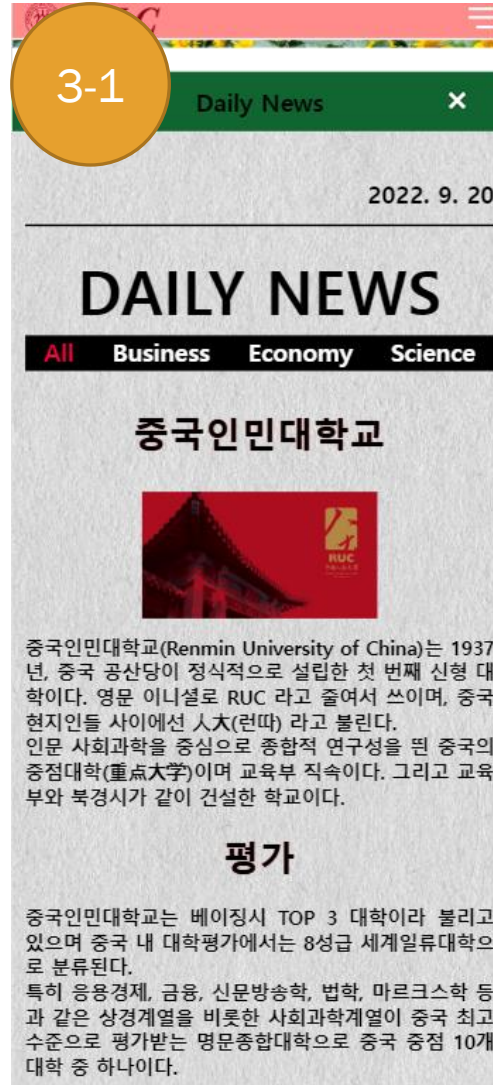 3-1
Daily News ×
2022. 9. 20
DAILY NEWS
All Business Economy Science
중국인민대학교
RUC
중국인민대학교(Renmin University of China)는 1937
년, 중국 공산당이 정식적으로 설립한 첫 번째 신형 대
학이다. 영문 이니셜로 RUC 라고 줄여서 쓰이며, 중국
현지인들 사이에선 人大(런따) 라고 불린다.
인문 사회과학을 중심으로 종합적 연구성을 띈 중국의
중점대학(重点大学)이며 교육부 직속이다. 그리고 교육
부와 북경시가 같이 건설한 학교이다.
평가
중국인민대학교는 베이징시 TOP 3 대학이라 불리고
있으며 중국 내 대학평가에서는 8성급 세계일류대학으
로 분류된다.
특히 응용경제, 금융, 신문방송학, 법학, 마르크스학 등
과 같은 상경계열을 비롯한 사회과학계열이 중국 최고
수준으로 평가받는 명문종합대학으로 중국 중점 10개
대학 중 하나이다.